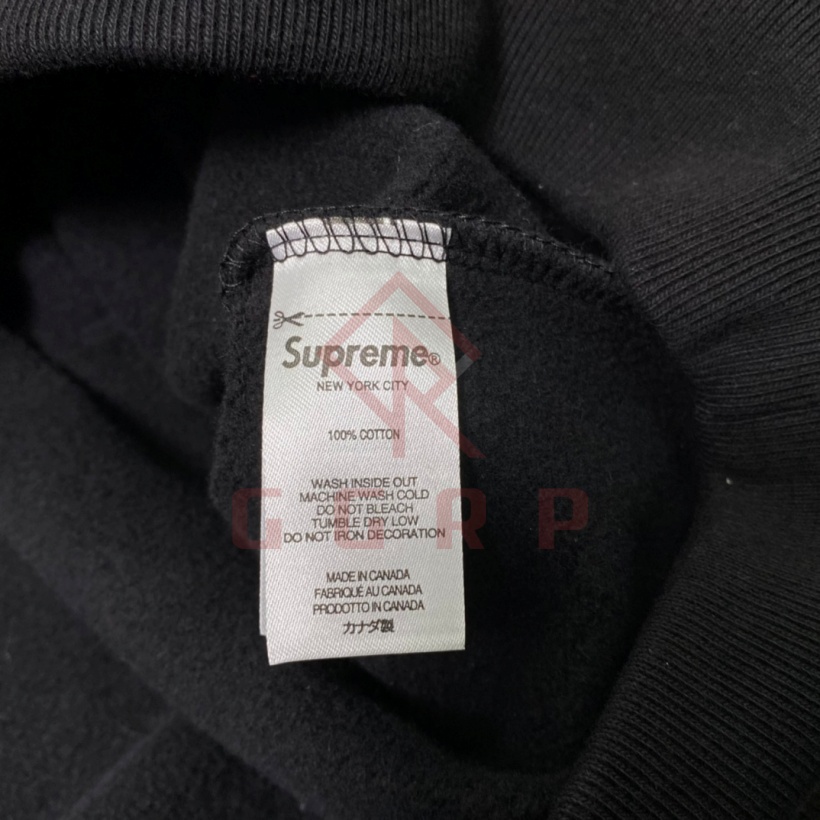 Supreme®
NEW YORK CITY
100% COTTON
WASH INSIDE OUT
MACHINE WASH COLD
DO NOT BLEACH
TUMBLE DRY LOW
DO NOT IRON DECORATION
MADE IN CANADA
FABRIQUÉ AU CANADA
PRODOTTO IN CANADA
カナダ製
GURP